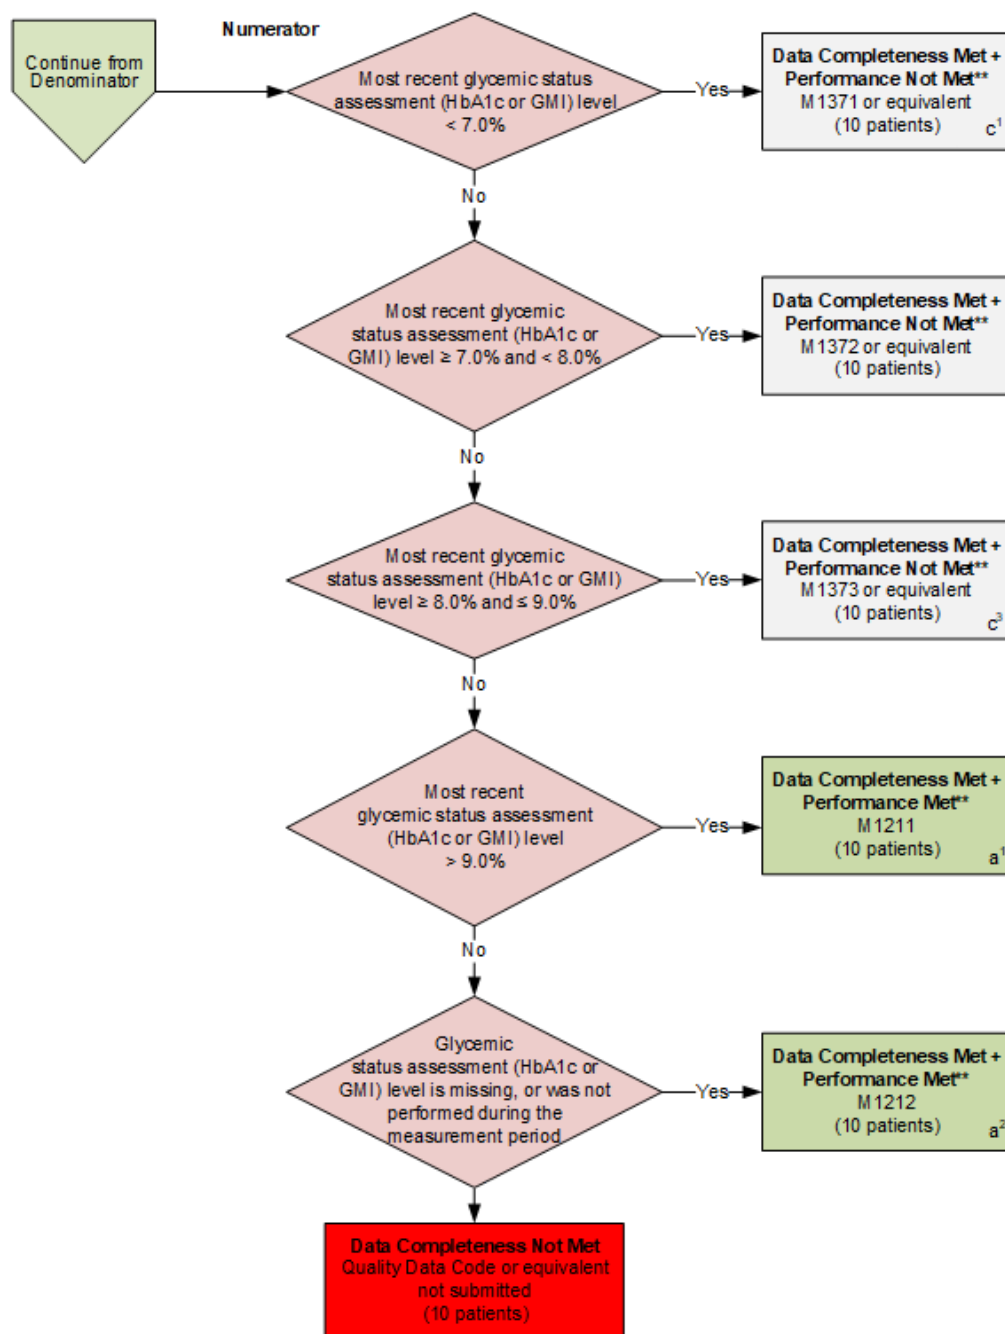 Numerator
Continue from
Denominator
Most recent glycemic status
assessment (HbA1c or GMI) level
< 7.0%
Yes
Data Completeness Met +
Performance Not Met**
M1371 or equivalent
(10 patients)
c¹
No
Most recent glycemic
status assessment (HbA1c or
GMI) level ≥ 7.0% and < 8.0%
Yes
Data Completeness Met +
Performance Not Met**
M1372 or equivalent
(10 patients)
No
Most recent glycemic
status assessment (HbA1c or GMI)
level ≥ 8.0% and ≤ 9.0%
Yes
Data Completeness Met +
Performance Not Met**
M1373 or equivalent
(10 patients)
c³
No
Most recent
glycemic status assessment
(HbA1c or GMI) level
> 9.0%
Yes
Data Completeness Met +
Performance Met**
M1211
(10 patients)
a¹
No
Glycemic
status assessment (HbA1c or
GMI) level is missing, or was not
performed during the
measurement period
Yes
Data Completeness Met +
Performance Met**
M1212
(10 patients)
a²
Data Completeness Not Met
Quality Data Code or equivalent
not submitted
(10 patients)